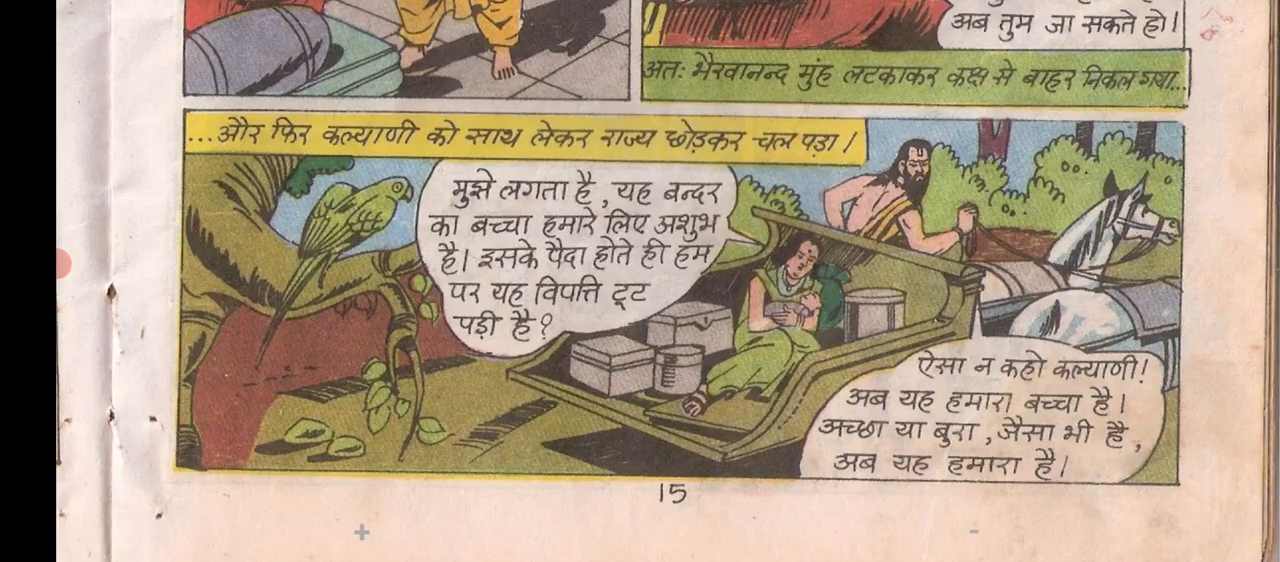 अब तुम जा सकते हो।
अतः भैरवानन्द मुंह लटकाकर कक्ष से बाहर निकल गया...
...और फिर कल्याणी को साथ लेकर राज्य छोड़कर चल पड़ा।
मुझे लगता है, यह बन्दर
का बच्चा हमारे लिए अशुभ
है। इसके पैदा होते ही हम
पर यह विपत्ति टूट
पड़ी है?
ऐसा न कहो कल्याणी!
अब यह हमारा बच्चा है।
अच्छा या बुरा, जैसा भी है,
अब यह हमारा है।
15